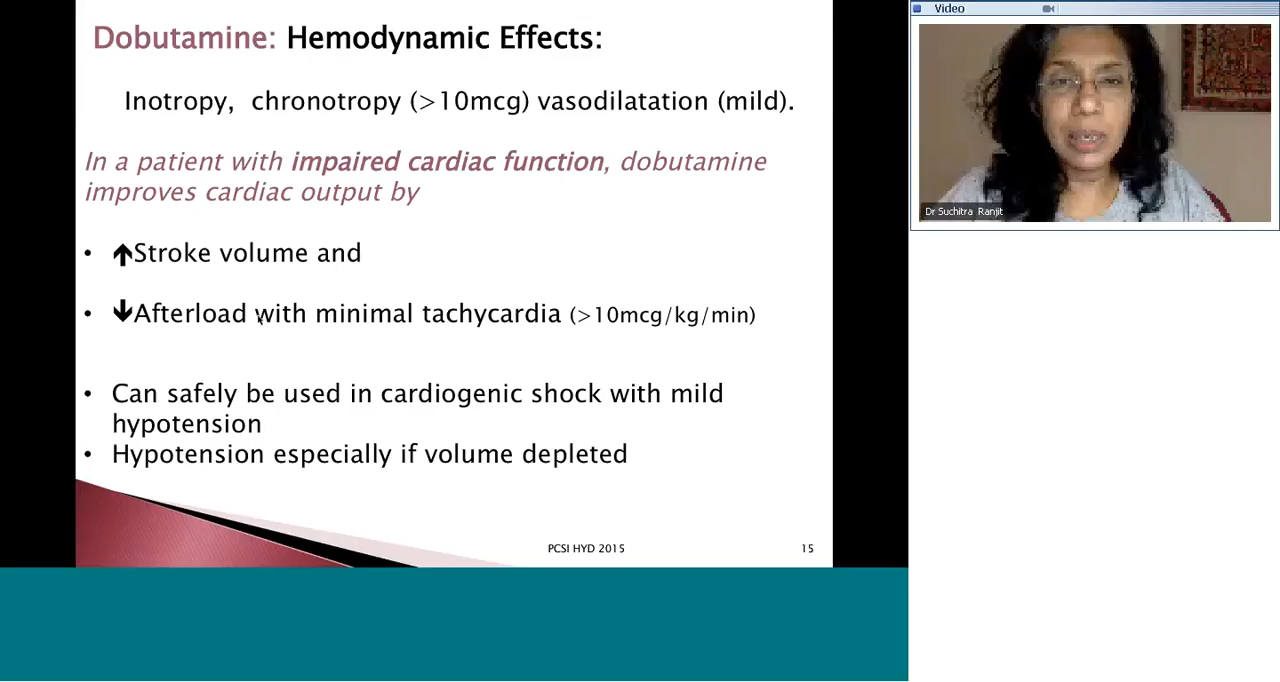 Dobutamine: Hemodynamic Effects:
Inotropy, chronotropy (>10mcg) vasodilatation (mild).
In a patient with impaired cardiac function, dobutamine
improves cardiac output by
• ↑Stroke volume and
• ↓Afterload with minimal tachycardia (>10mcg/kg/min)
• Can safely be used in cardiogenic shock with mild
hypotension
• Hypotension especially if volume depleted
PCSI HYD 2015
15
Video
Dr Suchitra Ranjit